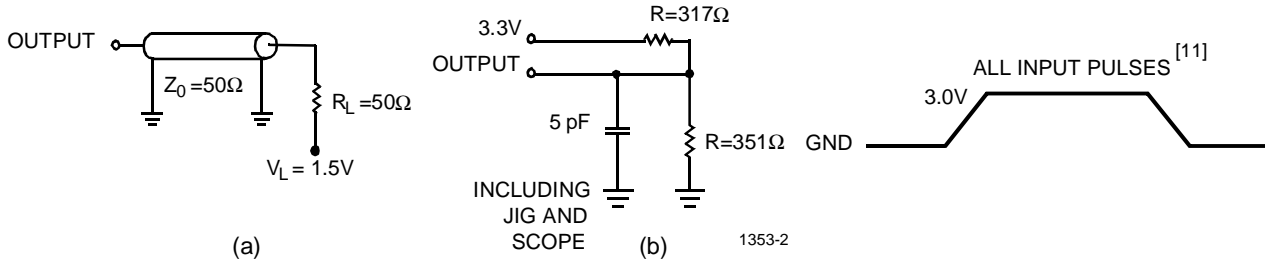 OUTPUT
Z0 =50Ω
RL = 50Ω
VL = 1.5V
(a)
3.3V
R=317Ω
OUTPUT
5 pF
R=351Ω
INCLUDING
JIG AND
SCOPE
(b)
1353-2
ALL INPUT PULSES [11]
3.0V
GND